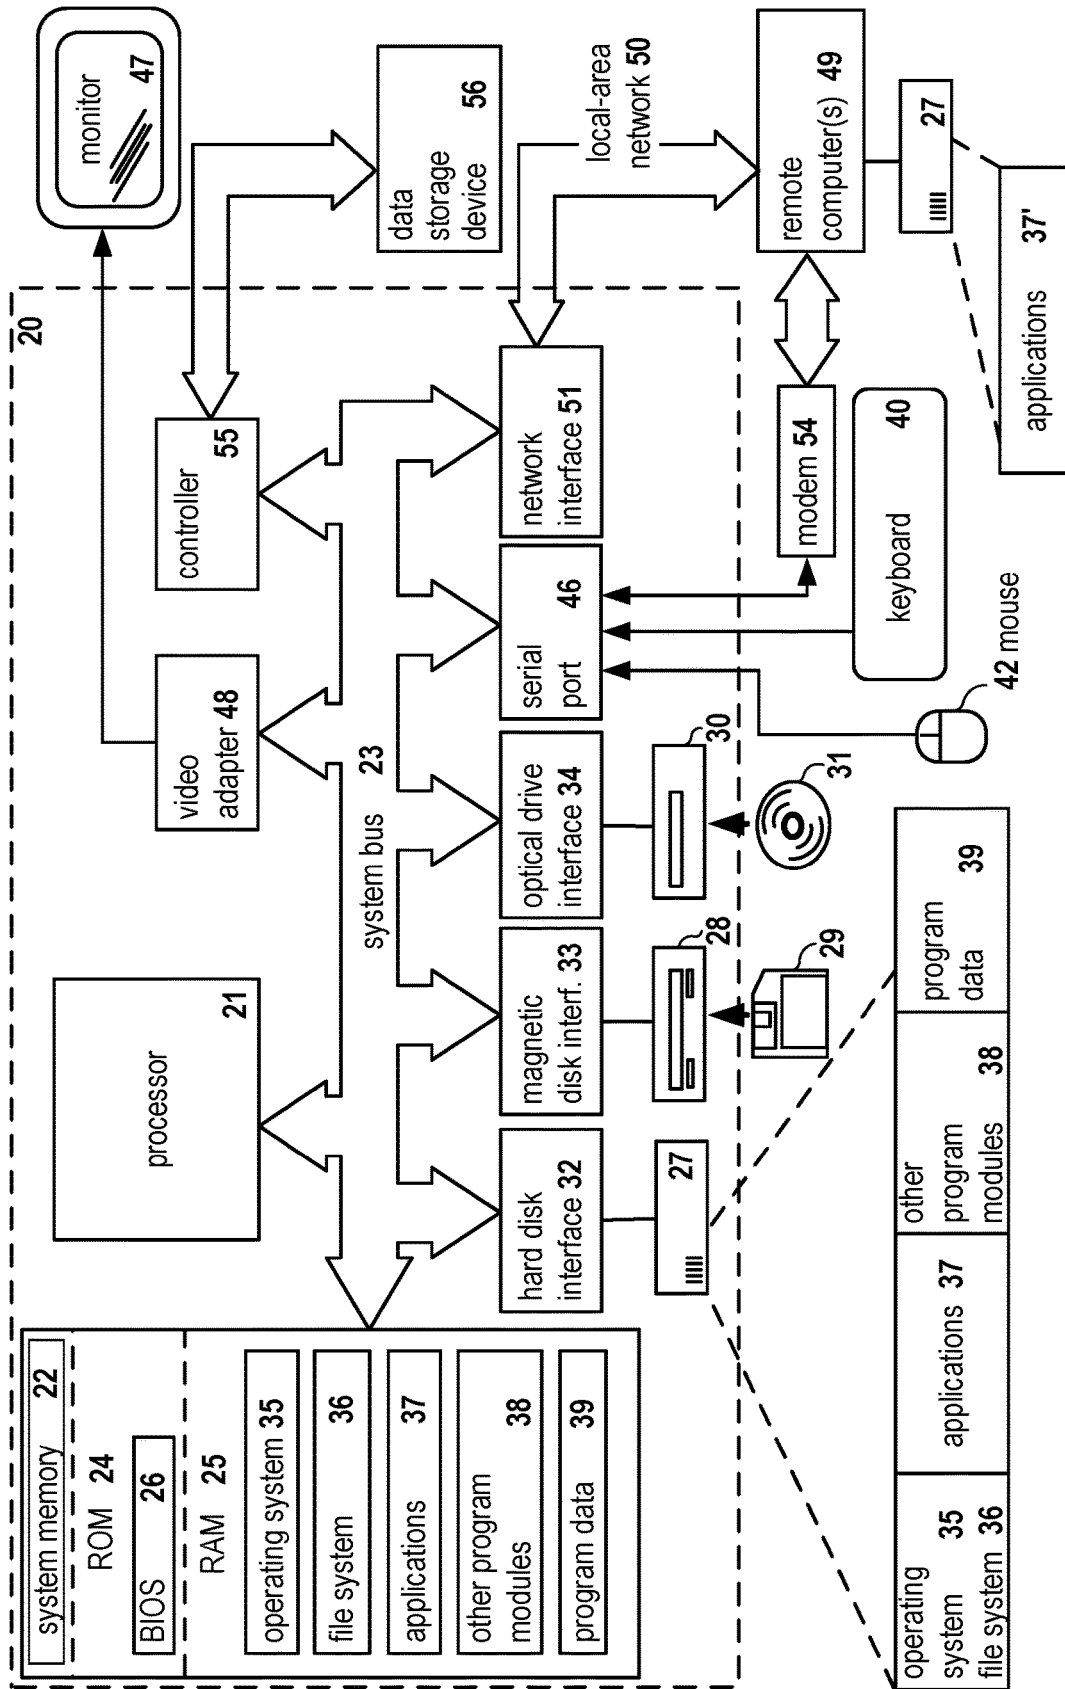 20
system memory 22
ROM 24
BIOS 26
RAM 25
operating system 35
file system 36
applications 37
other program
modules 38
program data 39
processor
21
video
adapter 48
controller
55
monitor
47
system bus
23
data
storage
device
56
hard disk
interface 32
magnetic
disk interf. 33
optical drive
interface 34
serial
port
46
network
interface 51
local-area
network 50
27
28
30
29
31
modem 54
remote
computer(s)
49
27
keyboard
40
42 mouse
applications
37'
operating
system 35
file system 36
applications 37
other
program
modules 38
program
data 39